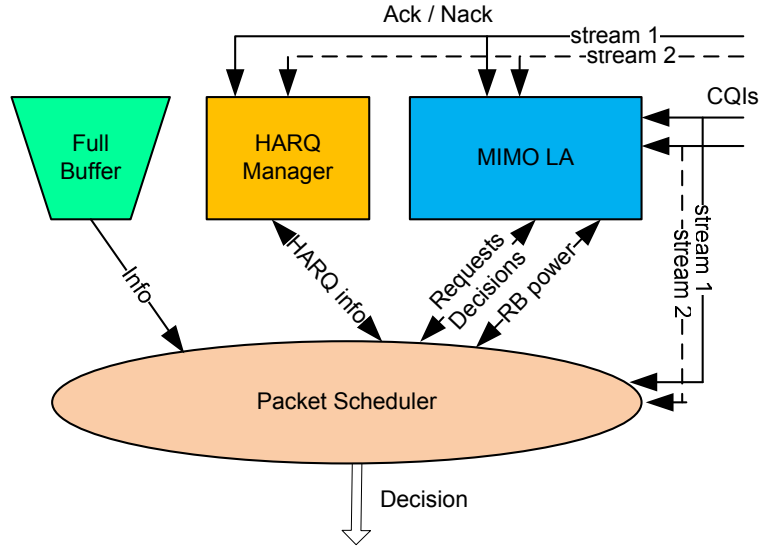 Ack / Nack
stream 1
stream 2
CQIs
Full
Buffer
HARQ
Manager
MIMO LA
stream 1
stream 2
Info
HARQ info
Requests
Decisions
RB power
Packet Scheduler
Decision